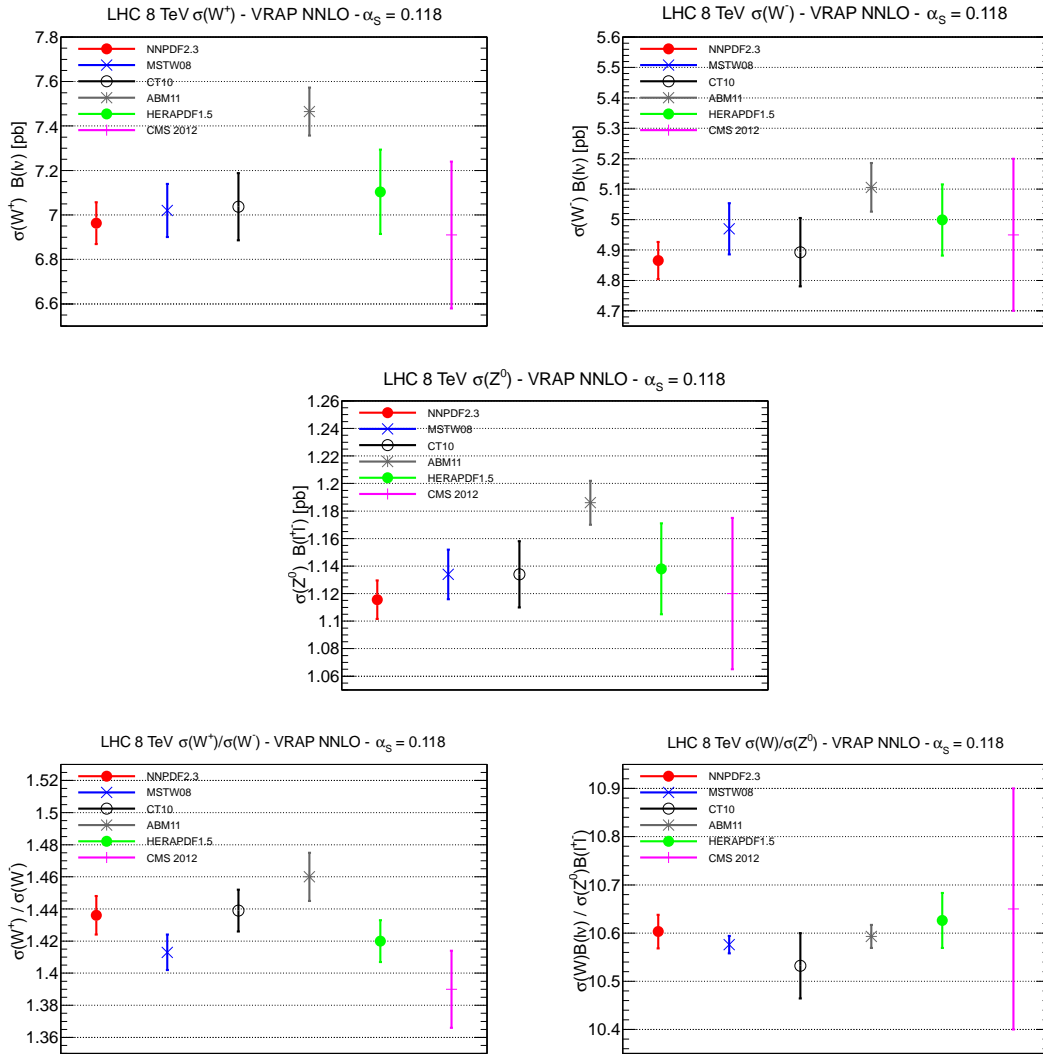 LHC 8 TeV σ(W⁺) - VRAP NNLO - α_S = 0.118
σ(W⁺) B(lν) [pb]
7.8
7.6
7.4
7.2
7
6.8
6.6
NNPDF2.3
MSTW08
CT10
ABM11
HERAPDF1.5
CMS 2012
LHC 8 TeV σ(W⁻) - VRAP NNLO - α_S = 0.118
σ(W⁻) B(lν) [pb]
5.6
5.5
5.4
5.3
5.2
5.1
5
4.9
4.8
4.7
NNPDF2.3
MSTW08
CT10
ABM11
HERAPDF1.5
CMS 2012
LHC 8 TeV σ(Z⁰) - VRAP NNLO - α_S = 0.118
σ(Z⁰) B(l⁺l⁻) [pb]
1.26
1.24
1.22
1.2
1.18
1.16
1.14
1.12
1.1
1.08
1.06
NNPDF2.3
MSTW08
CT10
ABM11
HERAPDF1.5
CMS 2012
LHC 8 TeV σ(W⁺)/σ(W⁻) - VRAP NNLO - α_S = 0.118
σ(W⁺) / σ(W⁻)
1.52
1.5
1.48
1.46
1.44
1.42
1.4
1.38
1.36
NNPDF2.3
MSTW08
CT10
ABM11
HERAPDF1.5
CMS 2012
LHC 8 TeV σ(W)/σ(Z⁰) - VRAP NNLO - α_S = 0.118
σ(W)B(lν) / σ(Z⁰)B(l⁺l⁻)
10.9
10.8
10.7
10.6
10.5
10.4
NNPDF2.3
MSTW08
CT10
ABM11
HERAPDF1.5
CMS 2012